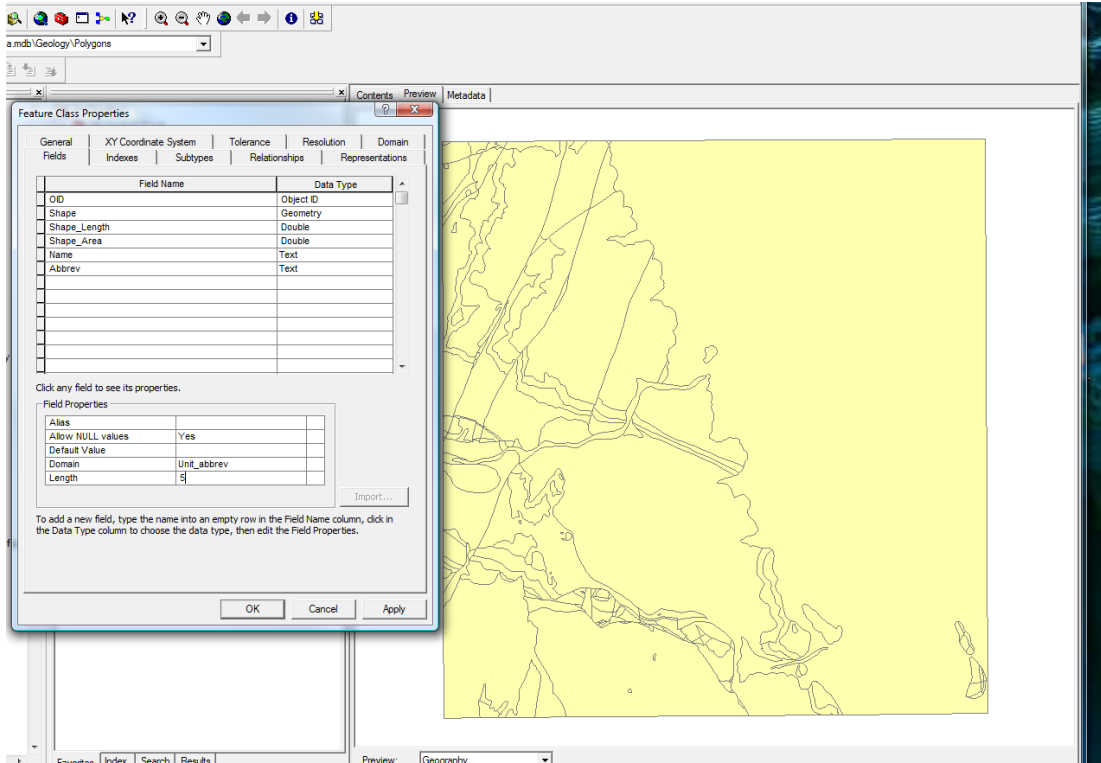 a.mdb\Geology\Polygons
Contents Preview Metadata
Feature Class Properties
General XY Coordinate System Tolerance Resolution Domain
Fields Indexes Subtypes Relationships Representations
Field Name Data Type
OID Object ID
Shape Geometry
Shape_Length Double
Shape_Area Double
Name Text
Abbrev Text
Click any field to see its properties.
Field Properties
Alias
Allow NULL values Yes
Default Value
Domain Unit_abbrev
Length 5
Import...
To add a new field, type the name into an empty row in the Field Name column, click in
the Data Type column to choose the data type, then edit the Field Properties.
OK Cancel Apply
Favorites Index Search Results
Preview: Geography